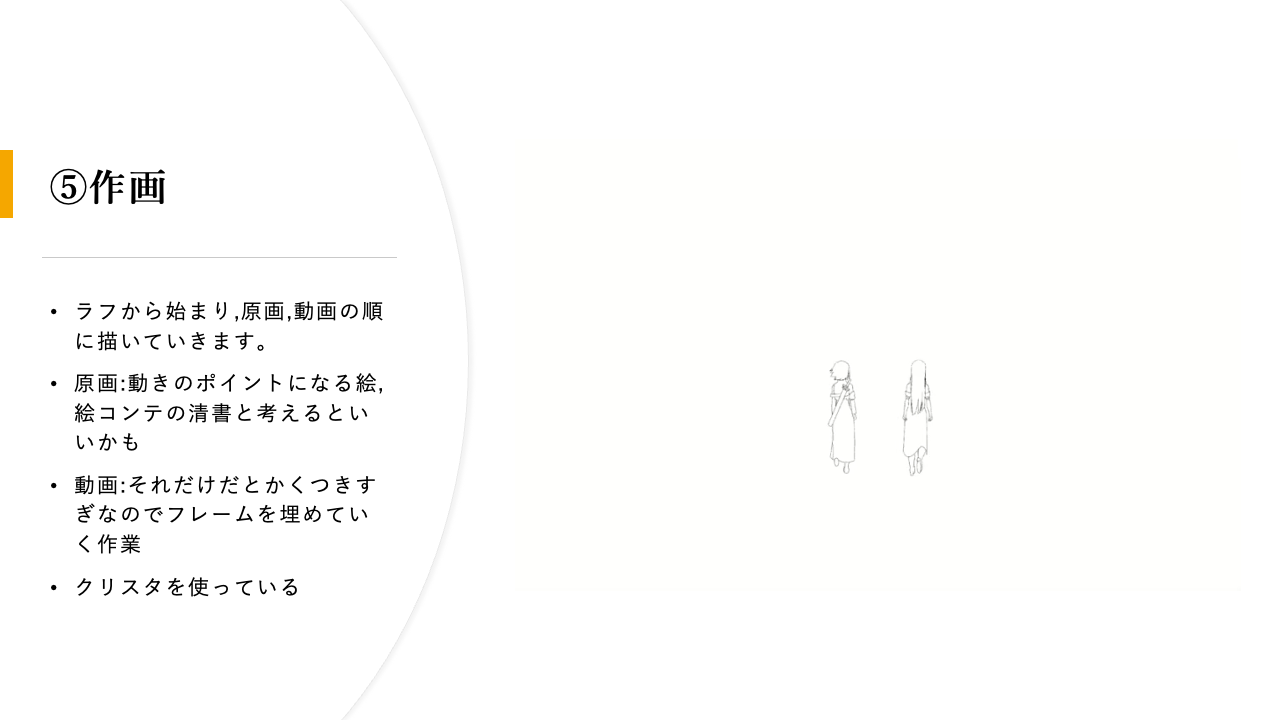 ⑤作画
• ラフから始まり,原画,動画の順
に描いていきます。
• 原画:動きのポイントになる絵,
絵コンテの清書と考えるとい
いかも
• 動画:それだけだとかくつきす
ぎなのでフレームを埋めてい
く作業
• クリスタを使っている